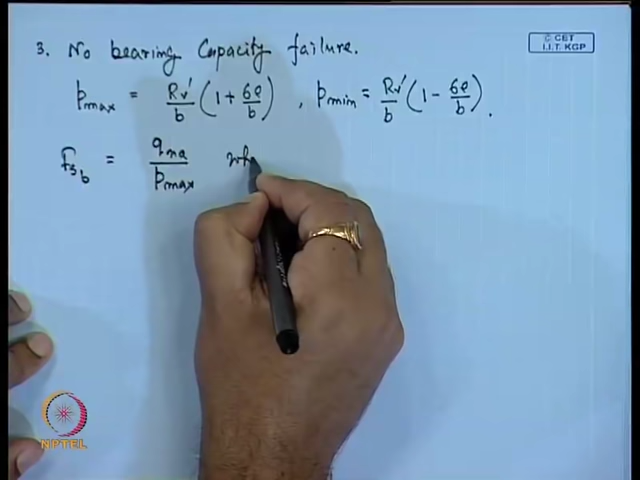 © CET
I.I.T. KGP
3. No bearing Capacity failure.
Pmax = Rv'/b (1 + 6e/b) , Pmin = Rv'/b (1 - 6e/b).
Fsb = qna/Pmax wh
NPTEL